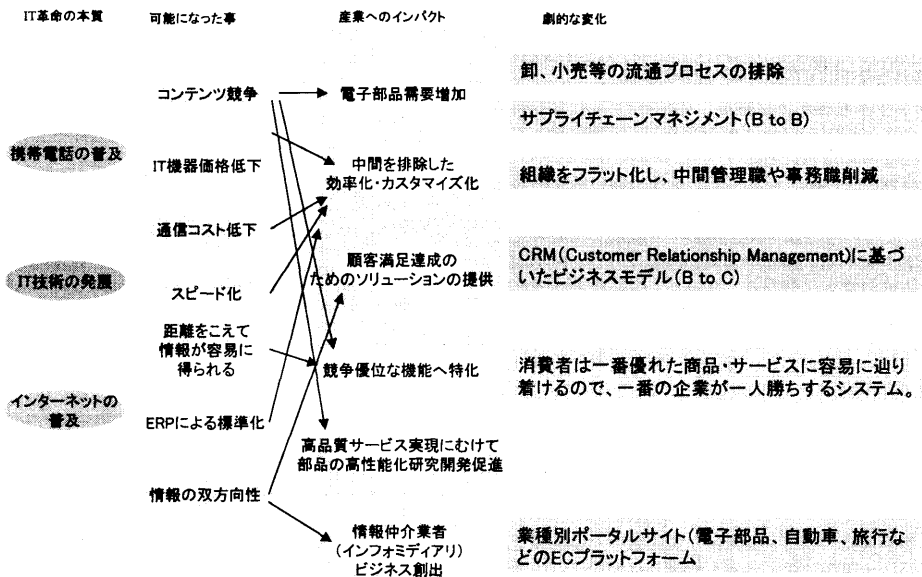 IT革命の本質
可能になった事
産業へのインパクト
劇的な変化
携帯電話の普及
IT技術の発展
インターネットの
普及
コンテンツ競争
IT機器価格低下
通信コスト低下
スピード化
距離をこえて
情報が容易に
得られる
ERPによる標準化
情報の双方向性
電子部品需要増加
中間を排除した
効率化・カスタマイズ化
顧客満足達成の
ためのソリューションの提供
競争優位な機能へ特化
高品質サービス実現にむけて
部品の高性能化研究開発促進
情報仲介業者
(インフォミディアリ)
ビジネス創出
卸、小売等の流通プロセスの排除
サプライチェーンマネジメント(B to B)
組織をフラット化し、中間管理職や事務職削減
CRM(Customer Relationship Management)に基づ
いたビジネスモデル(B to C)
消費者は一番優れた商品・サービスに容易に辿り
着けるので、一番の企業が一人勝ちするシステム。
業種別ポータルサイト(電子部品、自動車、旅行な
どのECプラットフォーム